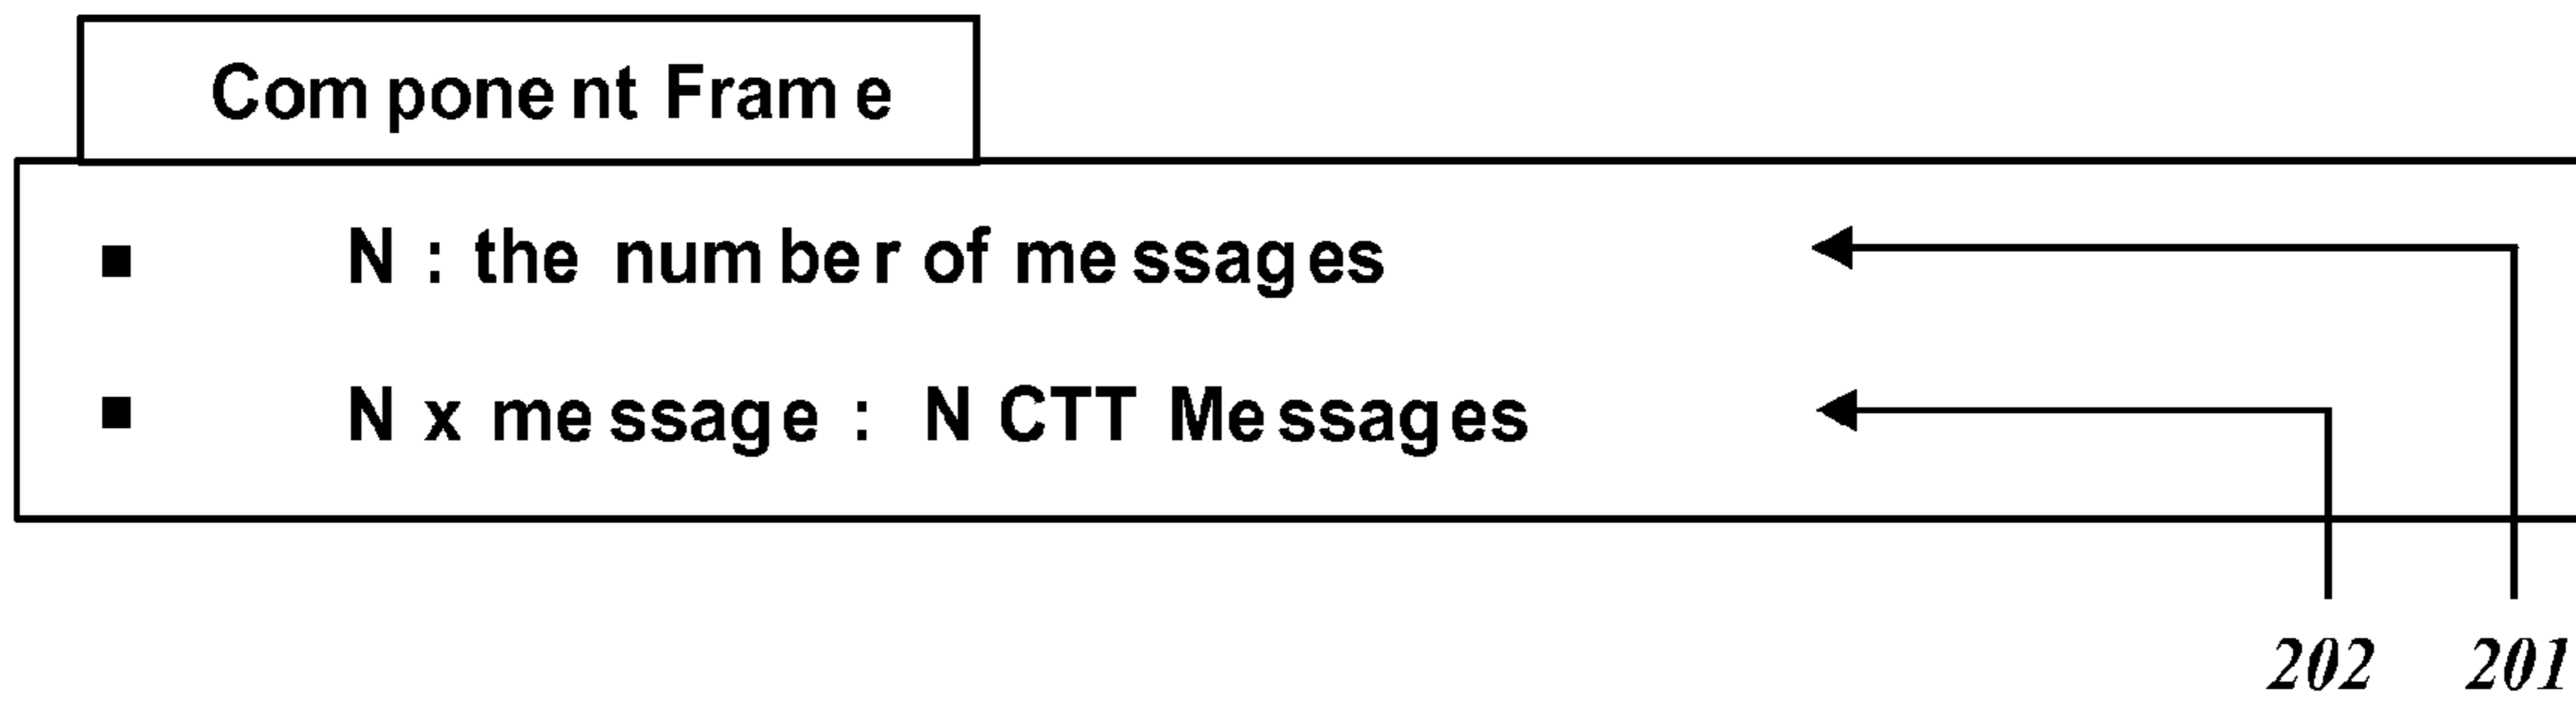 Component Frame
▪ N : the number of messages
▪ N x message : N CTT Messages
202 201